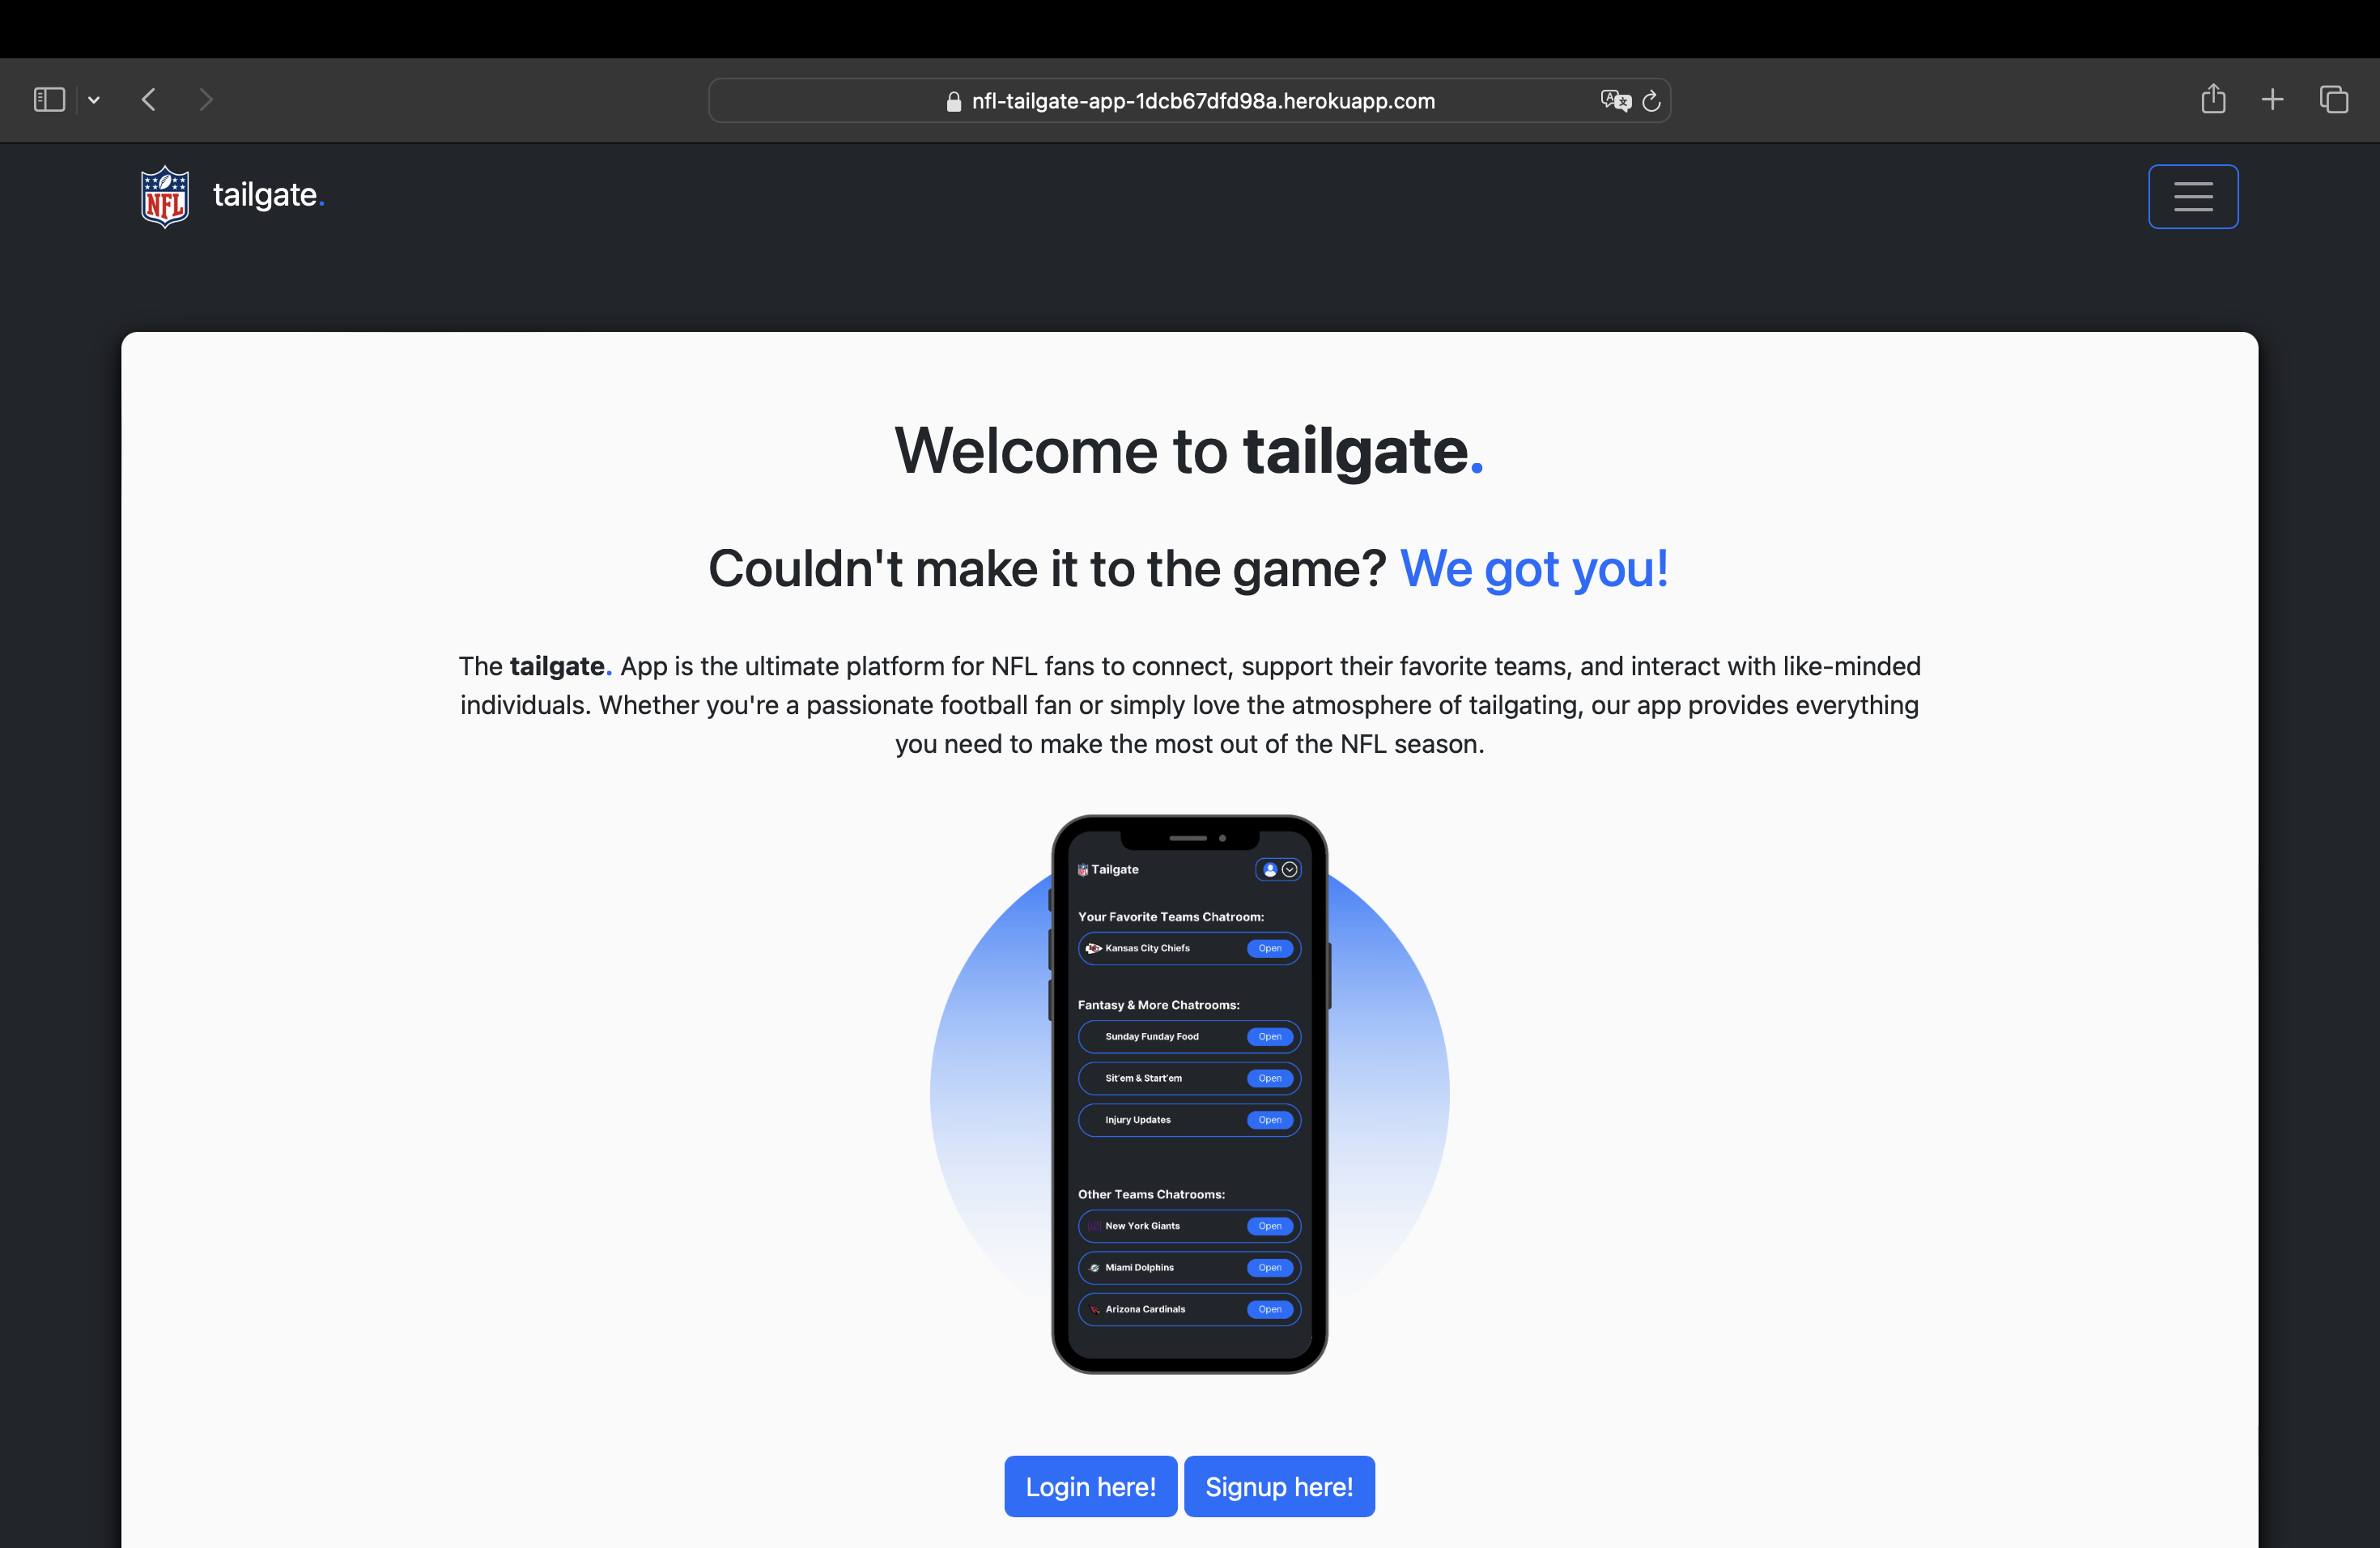 nfl-tailgate-app-1dcb67dfd98a.herokuapp.com
NFL
tailgate.
Welcome to tailgate.
Couldn't make it to the game? We got you!
The tailgate. App is the ultimate platform for NFL fans to connect, support their favorite teams, and interact with like-minded
individuals. Whether you're a passionate football fan or simply love the atmosphere of tailgating, our app provides everything
you need to make the most out of the NFL season.
Tailgate
Your Favorite Teams Chatroom:
Kansas City Chiefs Open
Fantasy & More Chatrooms:
Sunday Funday Food Open
Sit'em & Start'em Open
Injury Updates Open
Other Teams Chatrooms:
New York Giants Open
Miami Dolphins Open
Arizona Cardinals Open
Login here! Signup here!